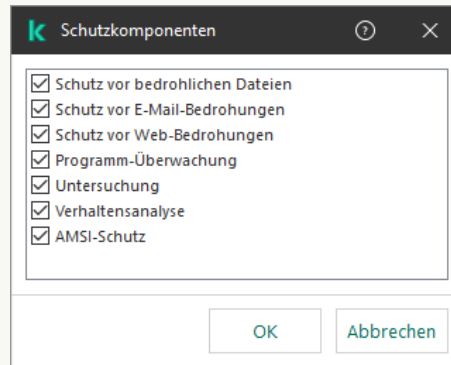 Schutzkomponenten
Schutz vor bedrohlichen Dateien
Schutz vor E-Mail-Bedrohungen
Schutz vor Web-Bedrohungen
Programm-Überwachung
Untersuchung
Verhaltensanalyse
AMSI-Schutz
OK Abbrechen